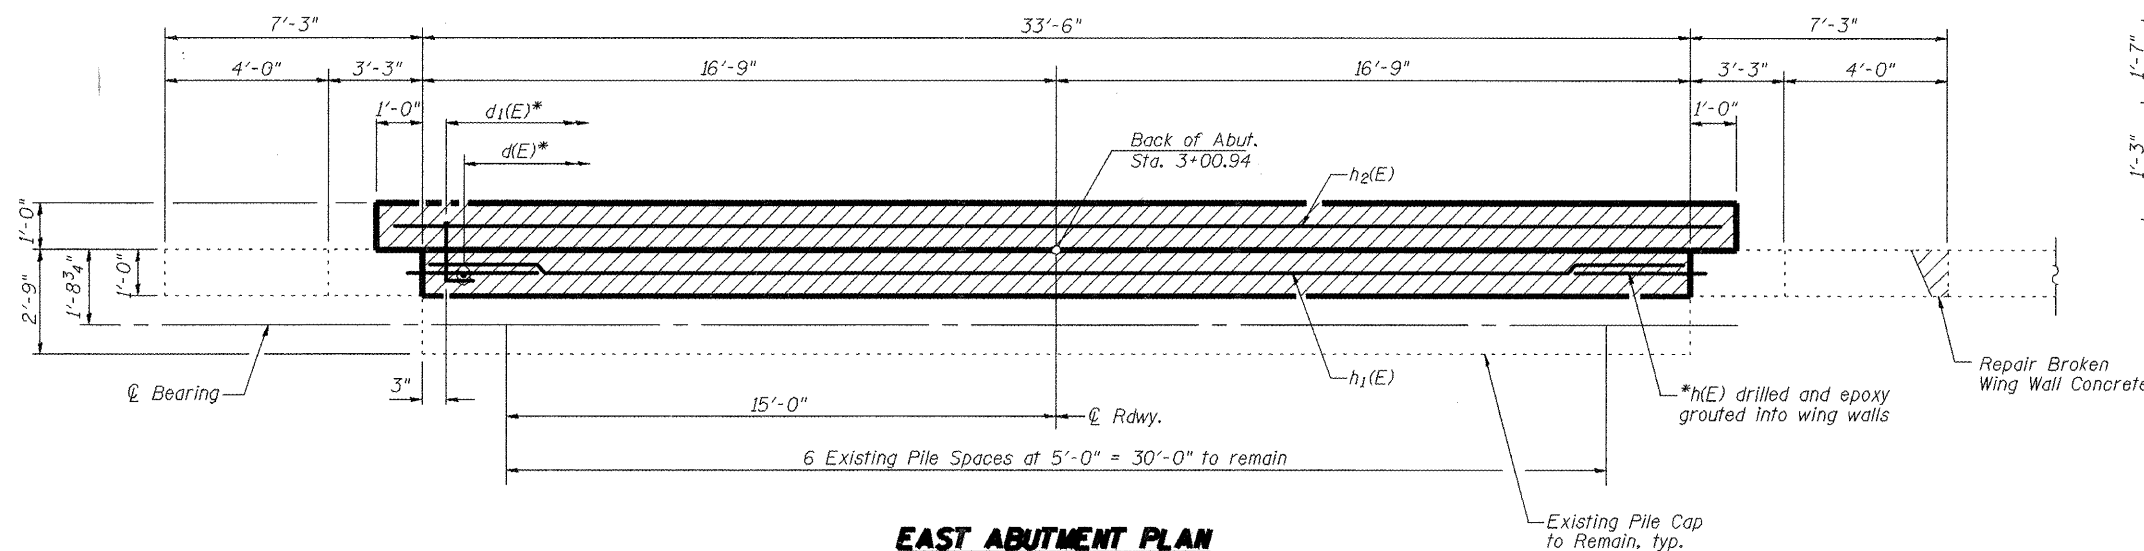 7'-3"
33'-6"
7'-3"
4'-0"
3'-3"
16'-9"
16'-9"
3'-3"
4'-0"
1'-7"
1'-3"
1'-0"
d1(E)*
d(E)*
1'-0"
Back of Abut.
Sta. 3+00.94
h2(E)
1'-0"
2'-9"
1'-8 3/4"
1'-0"
℄ Bearing
3"
15'-0"
℄ Rdwy.
h1(E)
*h(E) drilled and epoxy
grouted into wing walls
Repair Broken
Wing Wall Concrete
6 Existing Pile Spaces at 5'-0" = 30'-0" to remain
Existing Pile Cap
to Remain, typ.
EAST ABUTMENT PLAN